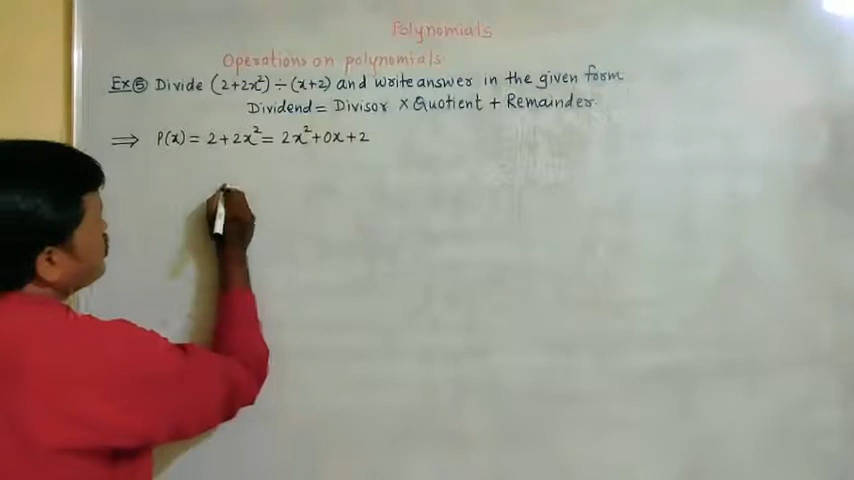 Polynomials
Operations on polynomials
Ex⑤ Divide (2+2x²) ÷ (x+2) and write answer in the given form
Dividend = Divisor × Quotient + Remainder.
⟹ P(x) = 2 + 2x² = 2x² + 0x + 2